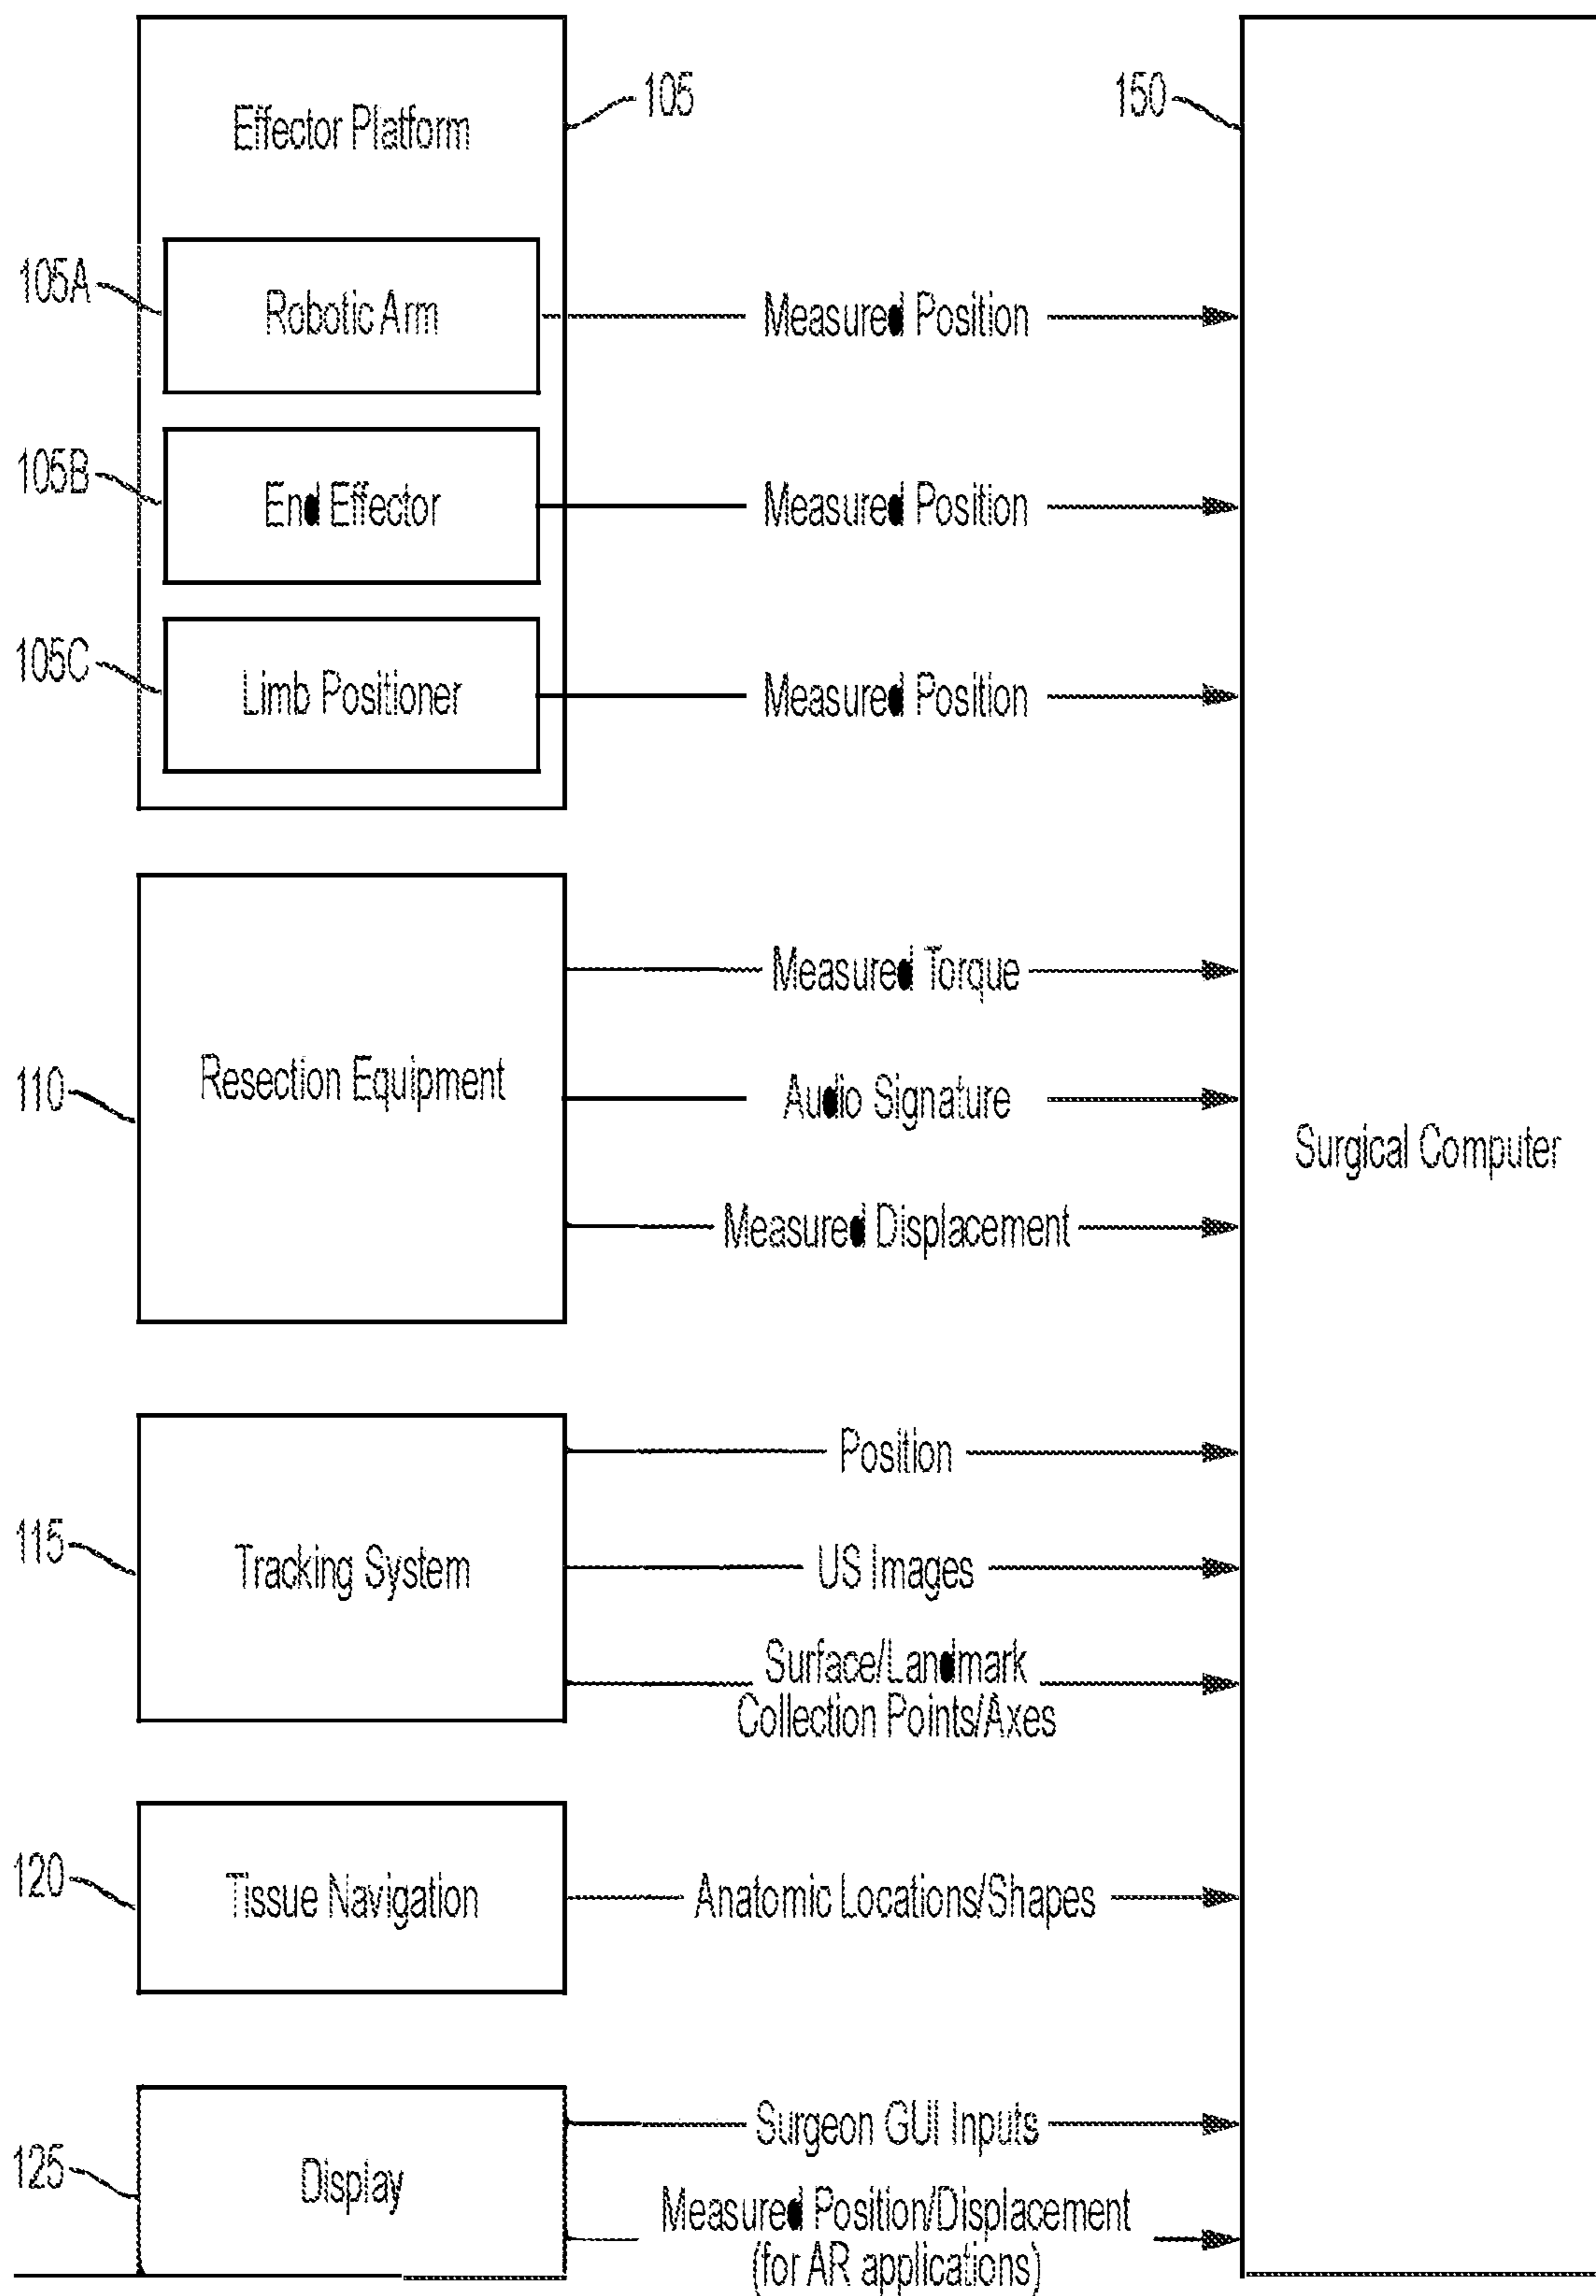 Effector Platform
105
150
105A
Robotic Arm
Measured Position
105B
End Effector
Measured Position
105C
Limb Positioner
Measured Position
Measured Torque
110
Resection Equipment
Audio Signature
Surgical Computer
Measured Displacement
Position
115
Tracking System
US Images
Surface/Landmark
Collection Points/Axes
120
Tissue Navigation
Anatomic Locations/Shapes
Surgeon GUI Inputs
125
Display
Measured Position/Displacement
(for AR applications)